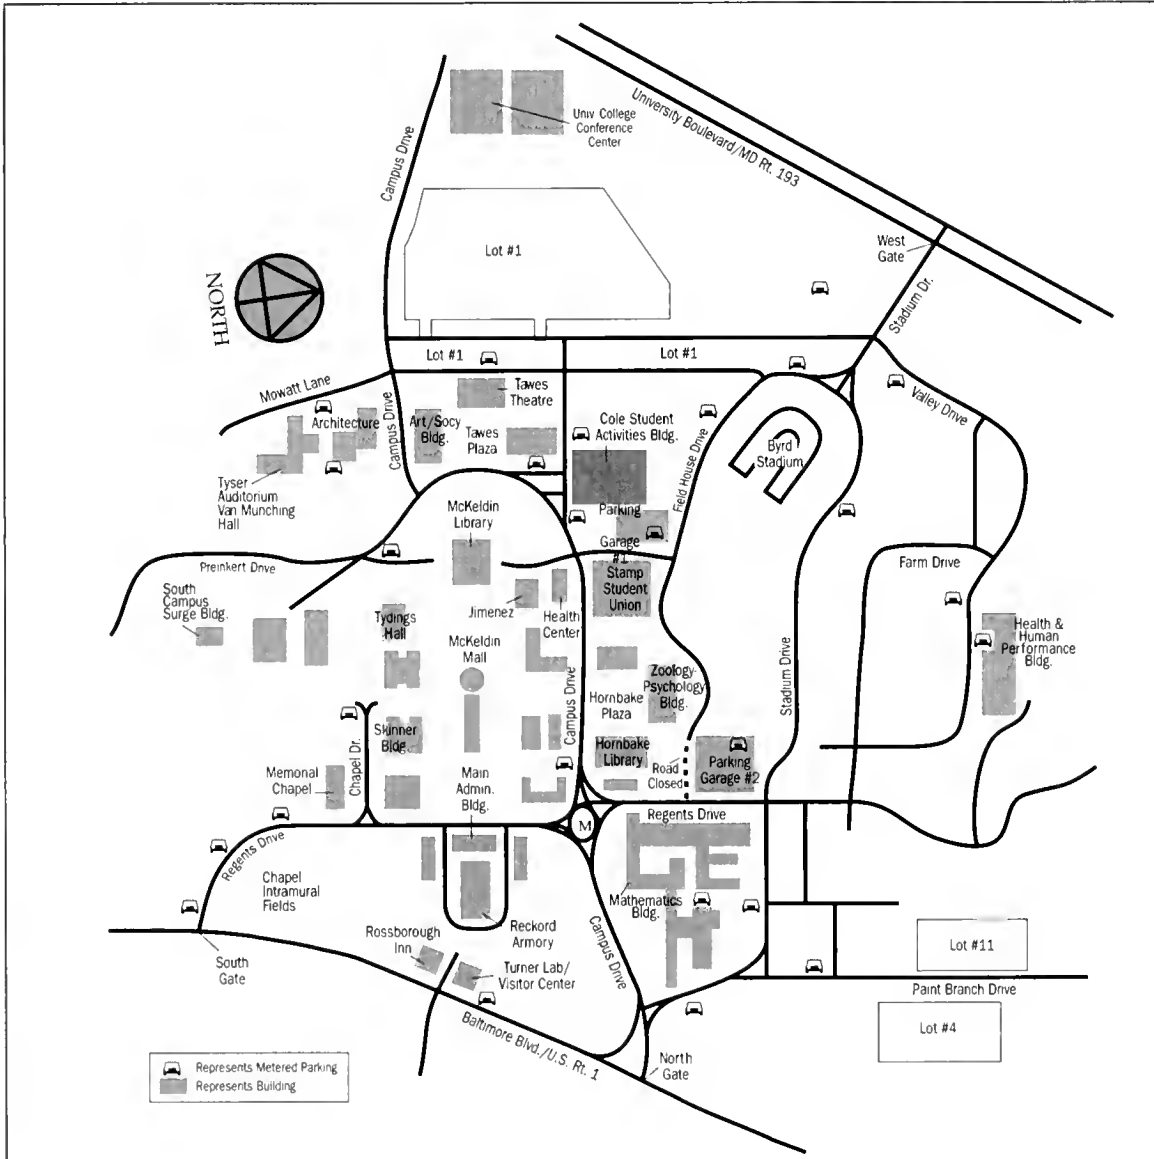 Univ College
Conference
Center
University Boulevard/MD Rt. 193
Campus Drive
West
Gate
Lot #1
NORTH
Stadium Dr.
Lot #1
Lot #1
Mowatt Lane
Tawes
Theatre
Valley Drive
Architecture
Campus Drive
Art/Socy
Bldg.
Tawes
Plaza
Cole Student
Activities Bldg.
Field House Drive
Byrd
Stadium
Tyser
Auditorium
Van Munching
Hall
McKeldin
Library
Parking
Garage
#1
Preinkert Drive
Farm Drive
South
Campus
Surge Bldg.
Jimenez
Health
Center
Stamp
Student
Union
Tydings
Hall
McKeldin
Mall
Health &
Human
Performance
Bldg.
Zoology-
Psychology
Bldg.
Hornbake
Plaza
Campus Drive
Stadium Drive
Skinner
Bldg.
Chapel Dr.
Hornbake
Library
Road
Closed
Parking
Garage #2
Memorial
Chapel
Main
Admin.
Bldg.
M
Regents Drive
Regents Drive
Chapel
Intramural
Fields
Mathematics
Bldg.
Reckord
Armory
Campus Drive
Rossborough
Inn
Lot #11
South
Gate
Turner Lab/
Visitor Center
Paint Branch Drive
Baltimore Blvd./U.S. Rt. 1
Lot #4
North
Gate
Represents Metered Parking
Represents Building